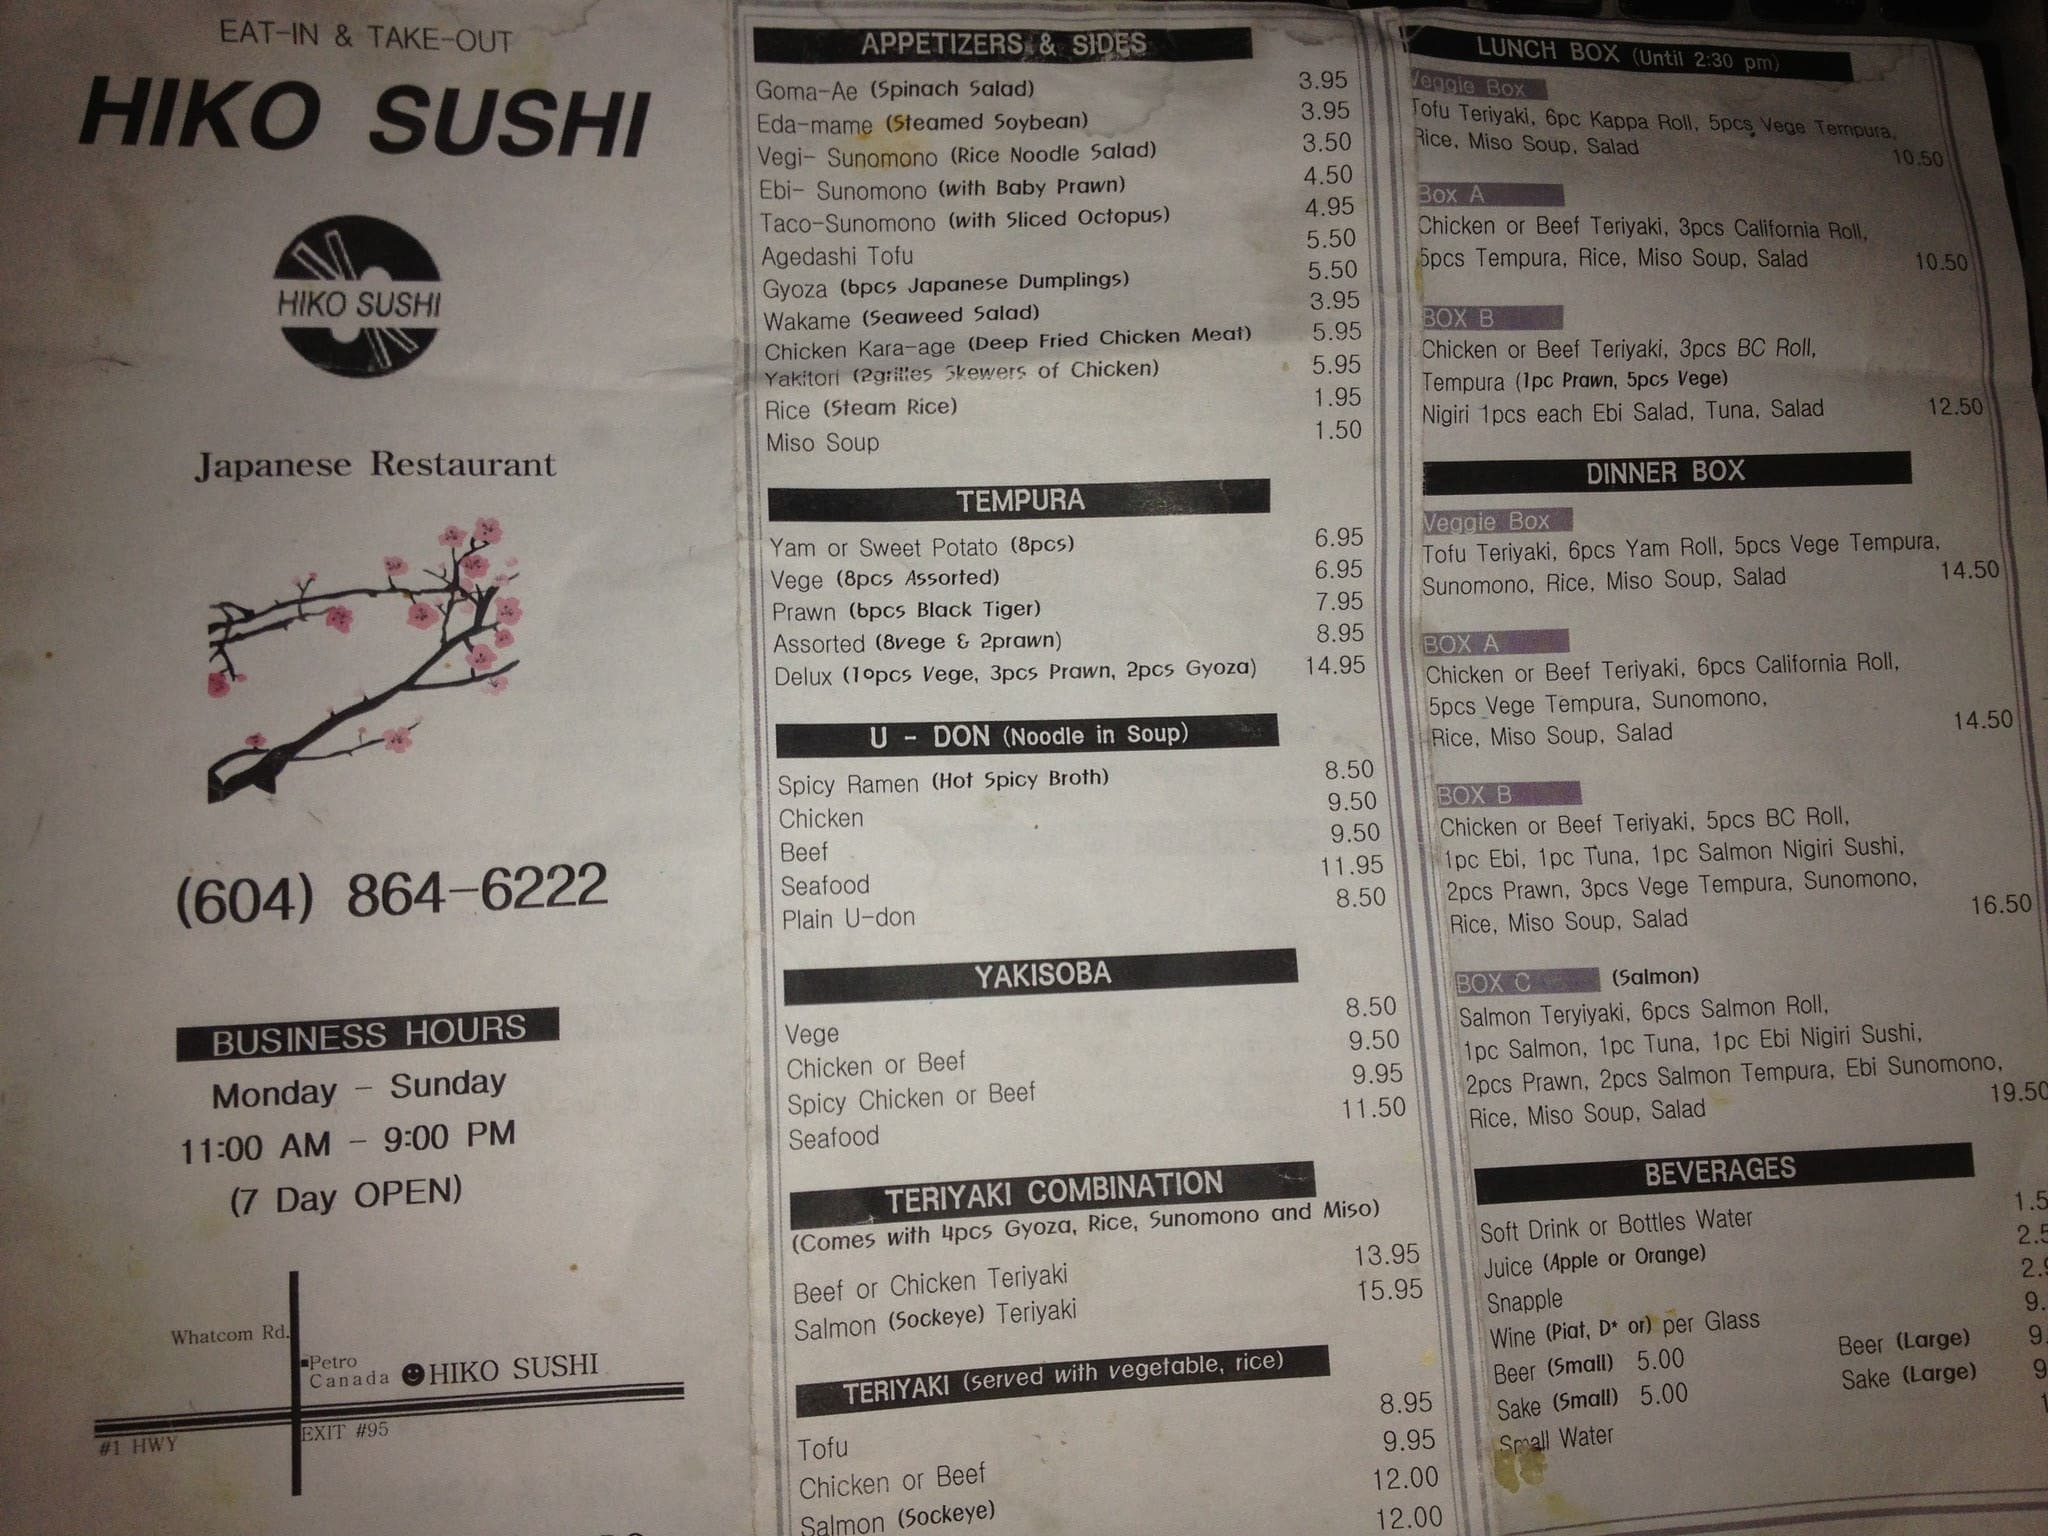 EAT-IN & TAKE-OUT
HIKO SUSHI
HIKO SUSHI
Japanese Restaurant
(604) 864-6222
BUSINESS HOURS
Monday - Sunday
11:00 AM - 9:00 PM
(7 Day OPEN)
Whatcom Rd.
Petro
Canada HIKO SUSHI
#1 HWY EXIT #95
APPETIZERS & SIDES
Goma-Ae (Spinach Salad) 3.95
Eda-mame (Steamed Soybean) 3.95
Vegi- Sunomono (Rice Noodle Salad) 3.50
Ebi- Sunomono (with Baby Prawn) 4.50
Taco-Sunomono (with Sliced Octopus) 4.95
Agedashi Tofu 5.50
Gyoza (6pcs Japanese Dumplings) 5.50
Wakame (Seaweed Salad) 3.95
Chicken Kara-age (Deep Fried Chicken Meat) 5.95
Yakitori (2grilles Skewers of Chicken) 5.95
Rice (Steam Rice) 1.95
Miso Soup 1.50
TEMPURA
Yam or Sweet Potato (8pcs) 6.95
Vege (8pcs Assorted) 6.95
Prawn (6pcs Black Tiger) 7.95
Assorted (8vege & 2prawn) 8.95
Delux (10pcs Vege, 3pcs Prawn, 2pcs Gyoza) 14.95
U - DON (Noodle in Soup)
Spicy Ramen (Hot Spicy Broth) 8.50
Chicken 9.50
Beef 9.50
Seafood 11.95
Plain U-don 8.50
YAKISOBA
Vege 8.50
Chicken or Beef 9.50
Spicy Chicken or Beef 9.95
Seafood 11.50
TERIYAKI COMBINATION
(Comes with 4pcs Gyoza, Rice, Sunomono and Miso)
Beef or Chicken Teriyaki 13.95
Salmon (Sockeye) Teriyaki 15.95
TERIYAKI (served with vegetable, rice)
Tofu 8.95
Chicken or Beef 9.95
Salmon (Sockeye) 12.00
12.00
LUNCH BOX (Until 2:30 pm)
Veggie Box
Tofu Teriyaki, 6pc Kappa Roll, 5pcs Vege Tempura,
Rice, Miso Soup, Salad 10.50
Box A
Chicken or Beef Teriyaki, 3pcs California Roll,
5pcs Tempura, Rice, Miso Soup, Salad 10.50
BOX B
Chicken or Beef Teriyaki, 3pcs BC Roll,
Tempura (1pc Prawn, 5pcs Vege)
Nigiri 1pcs each Ebi Salad, Tuna, Salad 12.50
DINNER BOX
Veggie Box
Tofu Teriyaki, 6pcs Yam Roll, 5pcs Vege Tempura,
Sunomono, Rice, Miso Soup, Salad 14.50
BOX A
Chicken or Beef Teriyaki, 6pcs California Roll,
5pcs Vege Tempura, Sunomono,
Rice, Miso Soup, Salad 14.50
BOX B
Chicken or Beef Teriyaki, 5pcs BC Roll,
1pc Ebi, 1pc Tuna, 1pc Salmon Nigiri Sushi,
2pcs Prawn, 3pcs Vege Tempura, Sunomono,
Rice, Miso Soup, Salad 16.50
BOX C (Salmon)
Salmon Teryiyaki, 6pcs Salmon Roll,
1pc Salmon, 1pc Tuna, 1pc Ebi Nigiri Sushi,
2pcs Prawn, 2pcs Salmon Tempura, Ebi Sunomono,
Rice, Miso Soup, Salad 19.50
BEVERAGES
Soft Drink or Bottles Water 1.5
Juice (Apple or Orange) 2.5
Snapple 2.
Wine (Piat, D* or) per Glass 9.
Beer (Small) 5.00 Beer (Large) 9.
Sake (Small) 5.00 Sake (Large) 9
Small Water